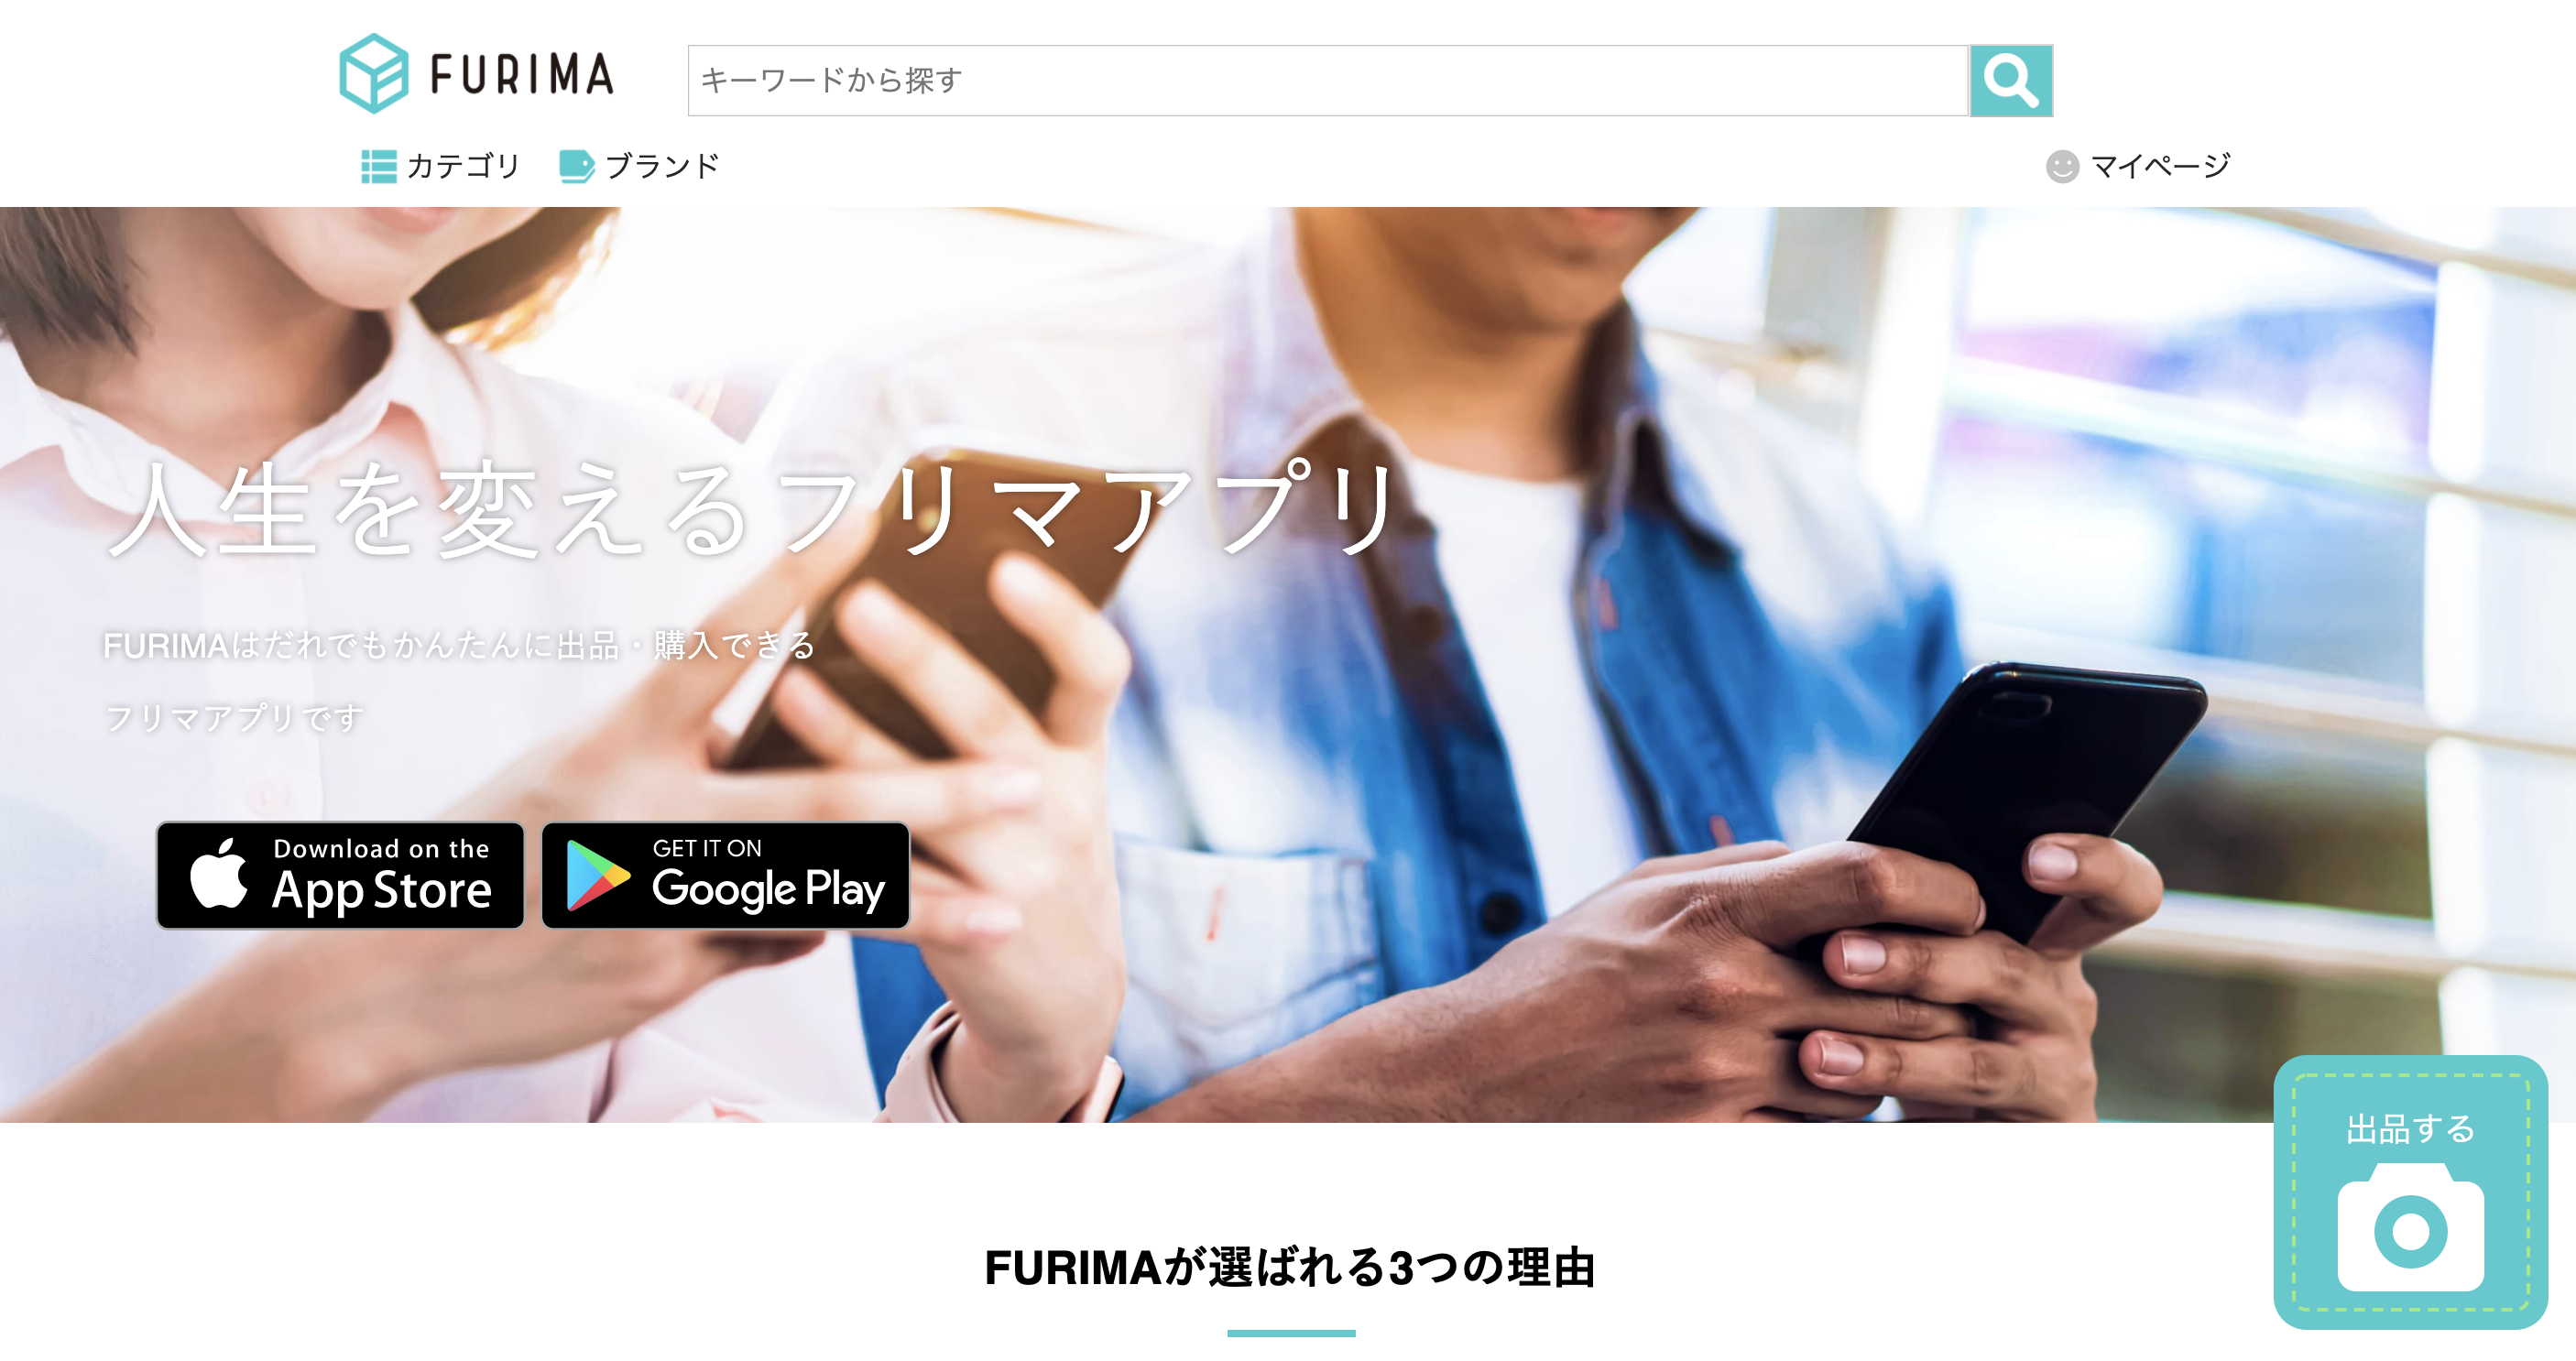 FURIMA
キーワードから探す
カテゴリ ブランド マイページ
人生を変えるフリマアプリ
FURIMAはだれでもかんたんに出品・購入できる
フリマアプリです
Download on the
App Store
GET IT ON
Google Play
出品する
FURIMAが選ばれる3つの理由